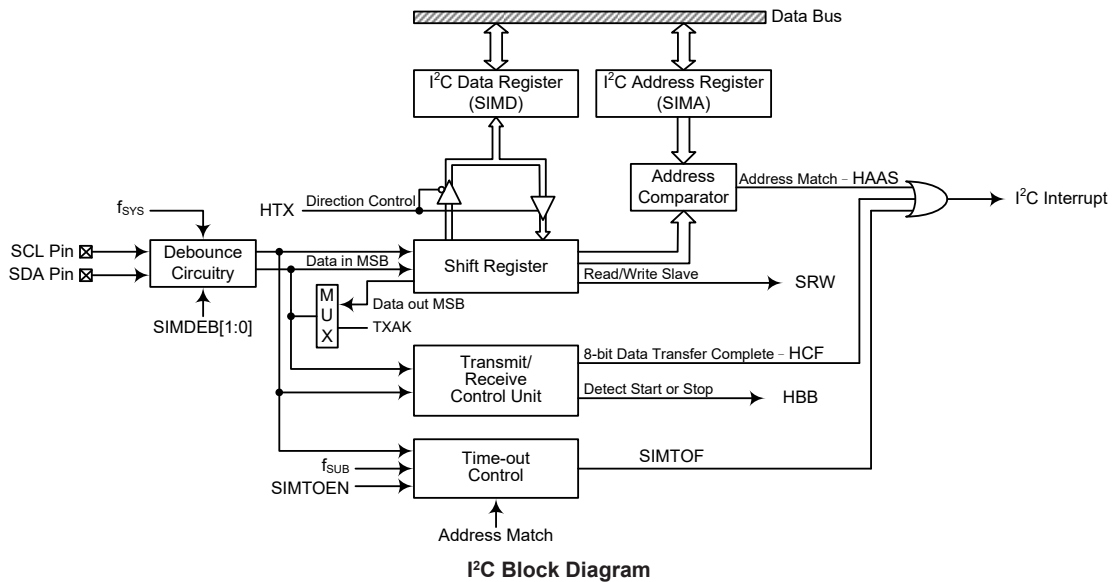 Data Bus
I²C Data Register
(SIMD)
I²C Address Register
(SIMA)
Address
Comparator
Address Match - HAAS
I²C Interrupt
HTX
Direction Control
fSYS
SCL Pin
SDA Pin
Debounce
Circuitry
SIMDEB[1:0]
Data in MSB
Shift Register
Read/Write Slave
SRW
M
U
X
Data out MSB
TXAK
Transmit/
Receive
Control Unit
8-bit Data Transfer Complete - HCF
Detect Start or Stop
HBB
Time-out
Control
fSUB
SIMTOEN
SIMTOF
Address Match
I²C Block Diagram